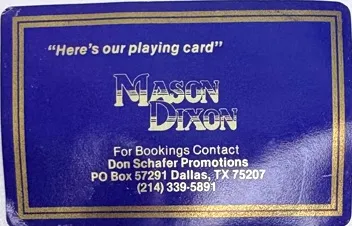 "Here's our playing card"
MASON
DIXON
For Bookings Contact
Don Schafer Promotions
PO Box 57291 Dallas, TX 75207
(214) 339-5891